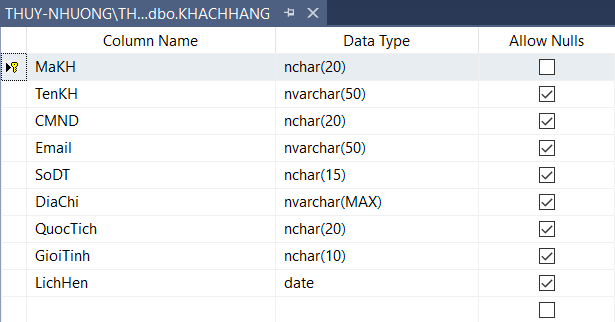 THUY-NHUONG\TH...dbo.KHACHHANG
Column Name Data Type Allow Nulls
MaKH nchar(20)
TenKH nvarchar(50)
CMND nchar(20)
Email nvarchar(50)
SoDT nchar(15)
DiaChi nvarchar(MAX)
QuocTich nchar(20)
GioiTinh nchar(10)
LichHen date